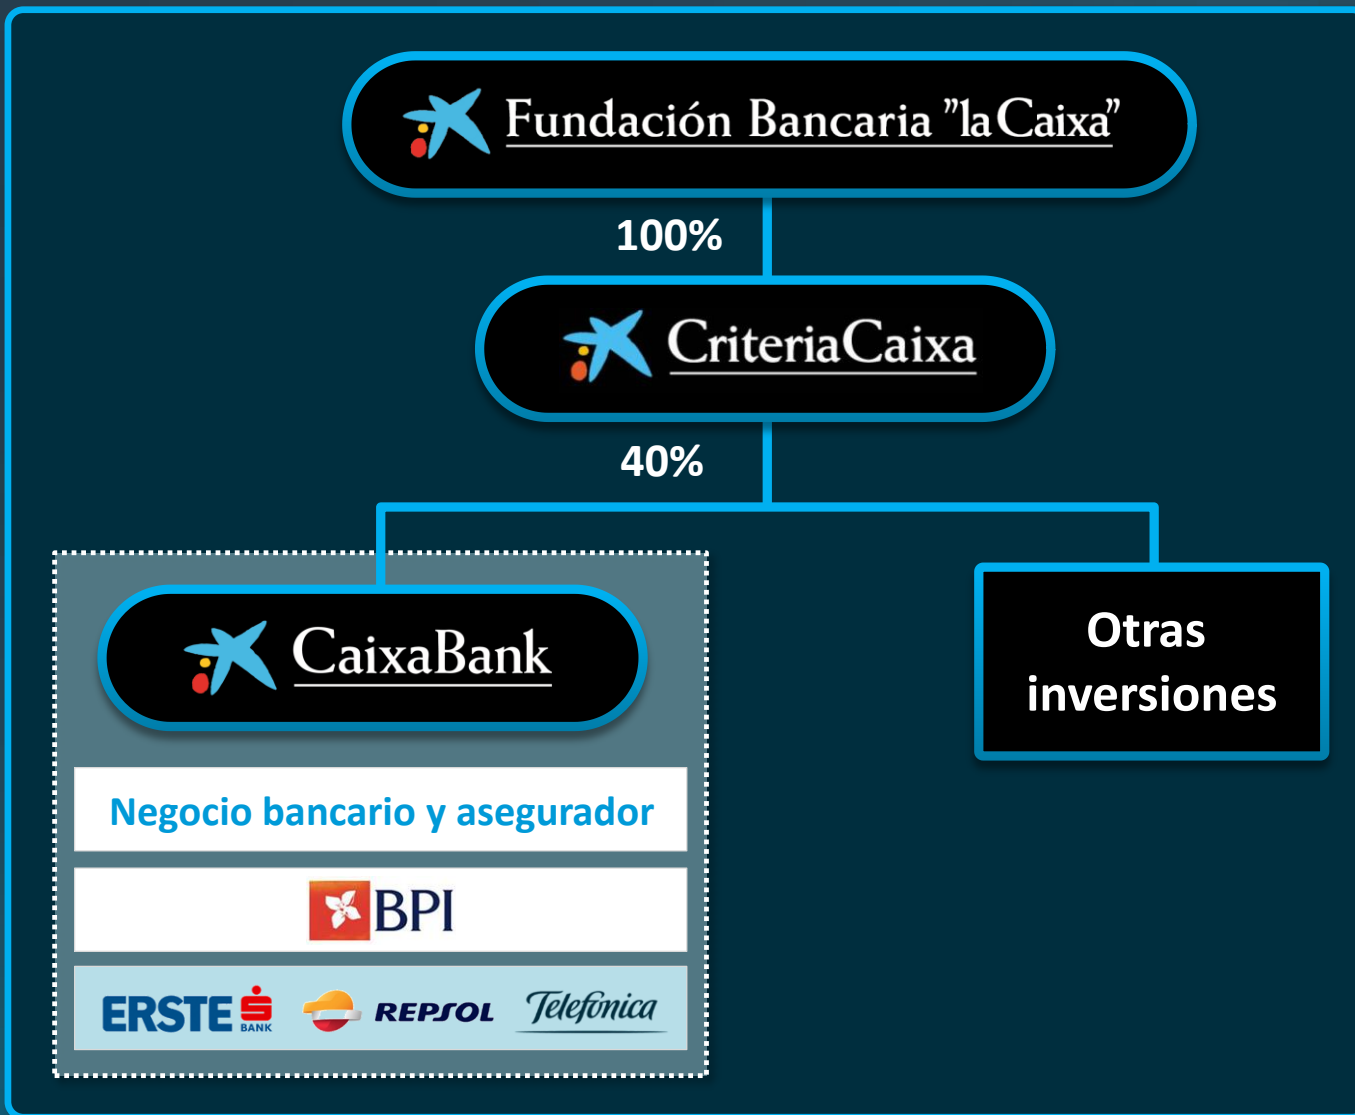 Fundación Bancaria "la Caixa"
100%
CriteriaCaixa
40%
CaixaBank
Otras
inversiones
Negocio bancario y asegurador
BPI
ERSTE S BANK REPSOL Telefónica